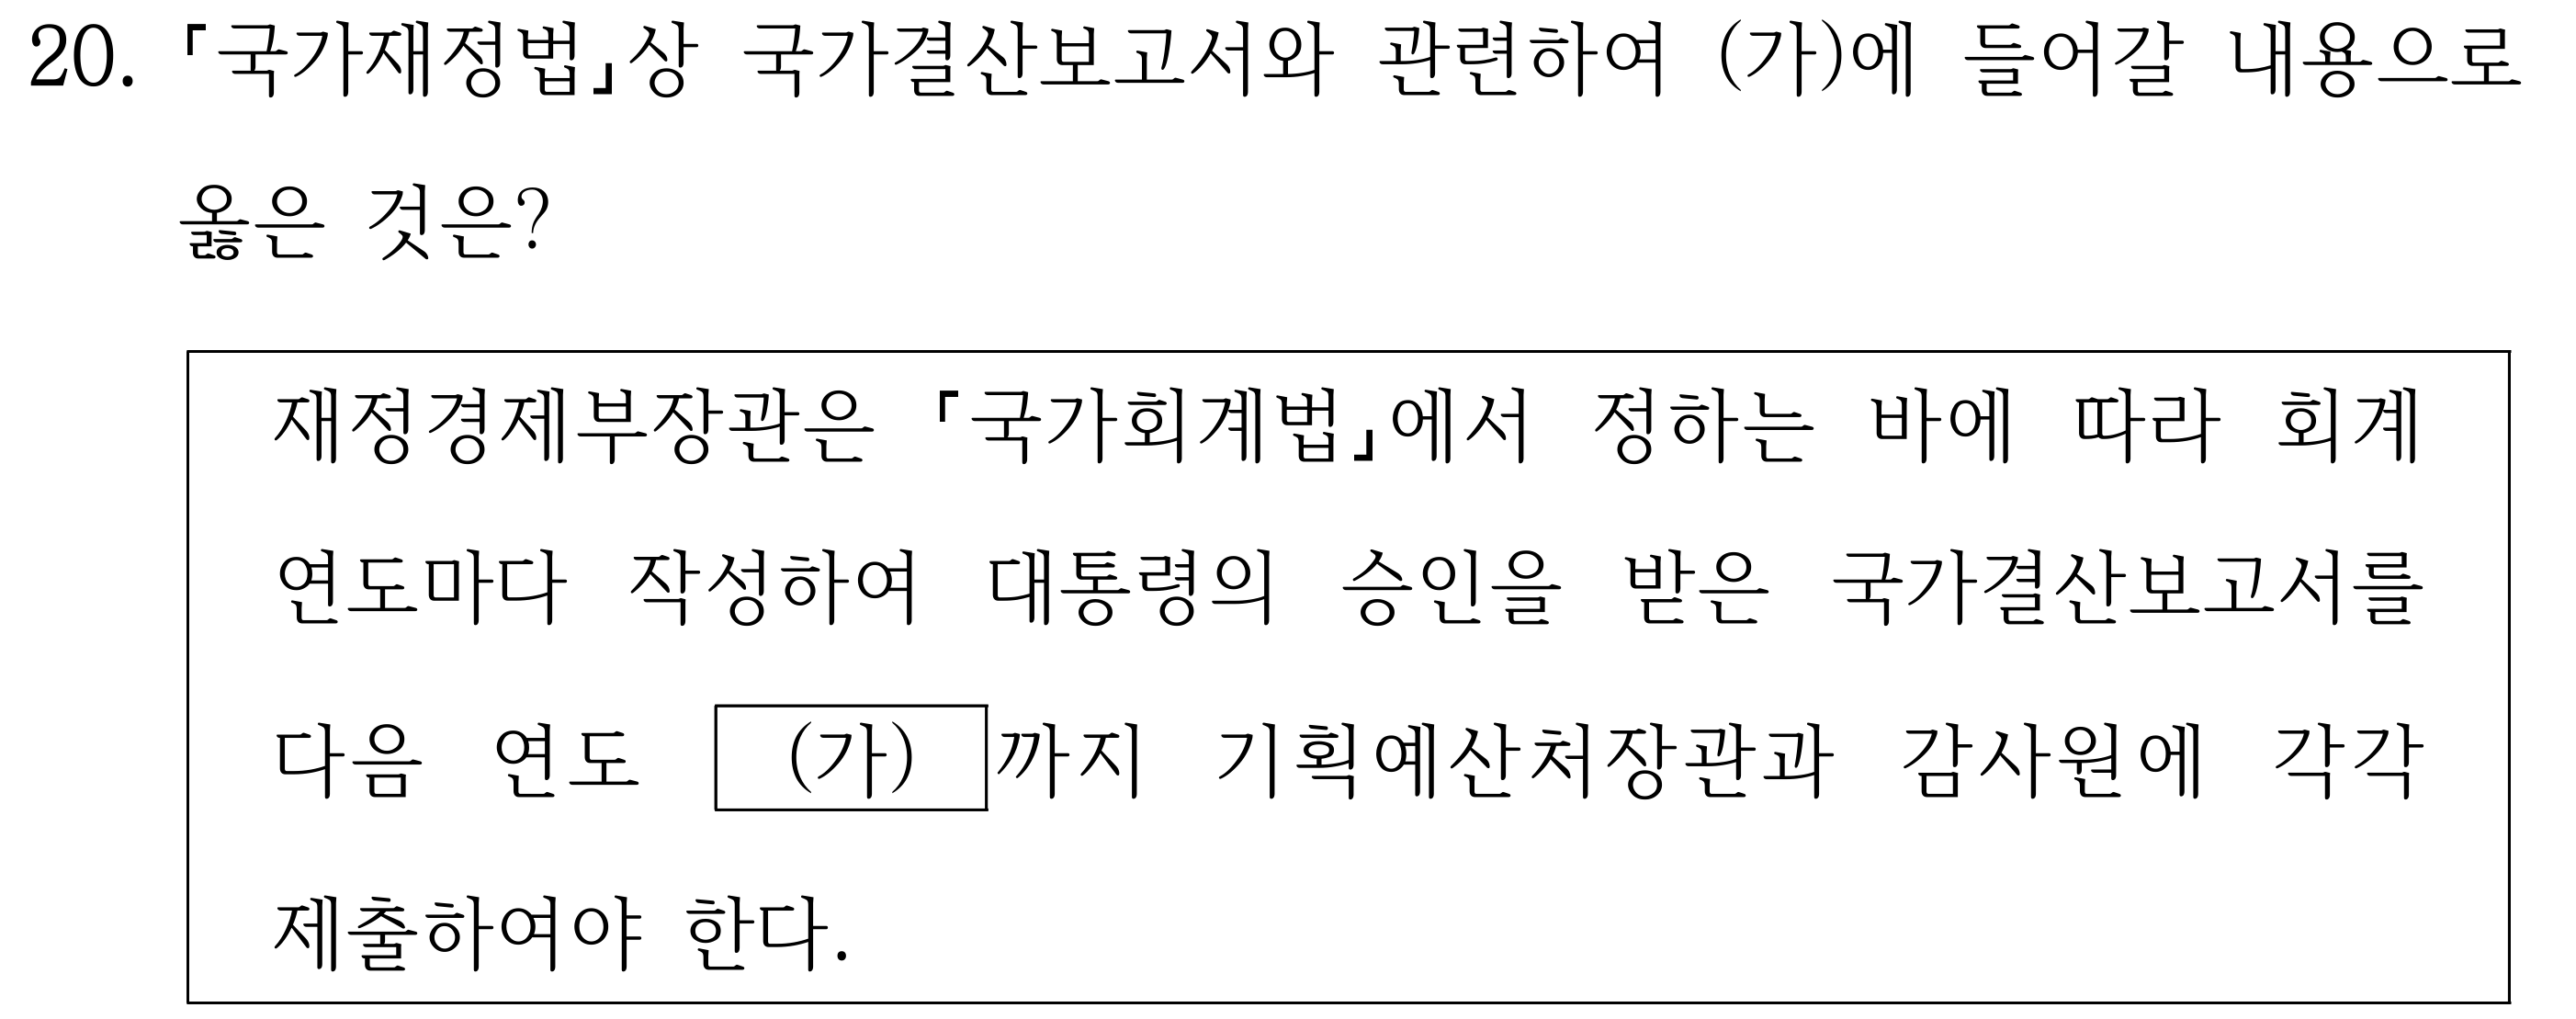 20. 「국가재정법」상 국가결산보고서와 관련하여 (가)에 들어갈 내용으로
옳은 것은?
재정경제부장관은 「국가회계법」에서 정하는 바에 따라 회계
연도마다 작성하여 대통령의 승인을 받은 국가결산보고서를
다음 연도 (가) 까지 기획예산처장관과 감사원에 각각
제출하여야 한다.